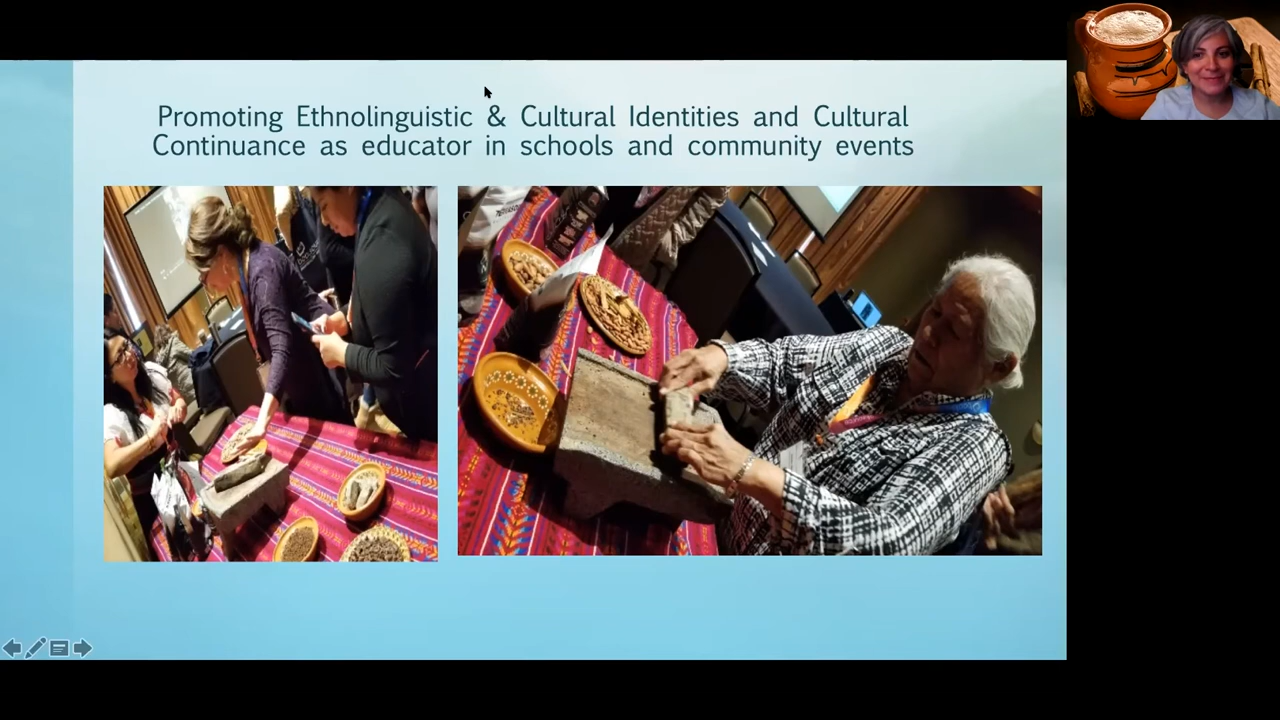 Promoting Ethnolinguistic & Cultural Identities and Cultural
Continuance as educator in schools and community events